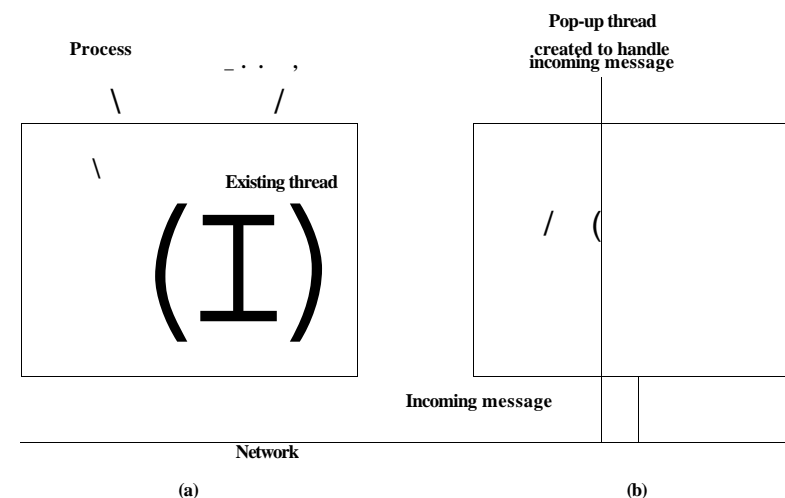 Pop-up thread
Process
created to handle
incoming message
_ . . ,
\ /
\
Existing thread
(I)
/ (
Incoming message
Network
(a) (b)